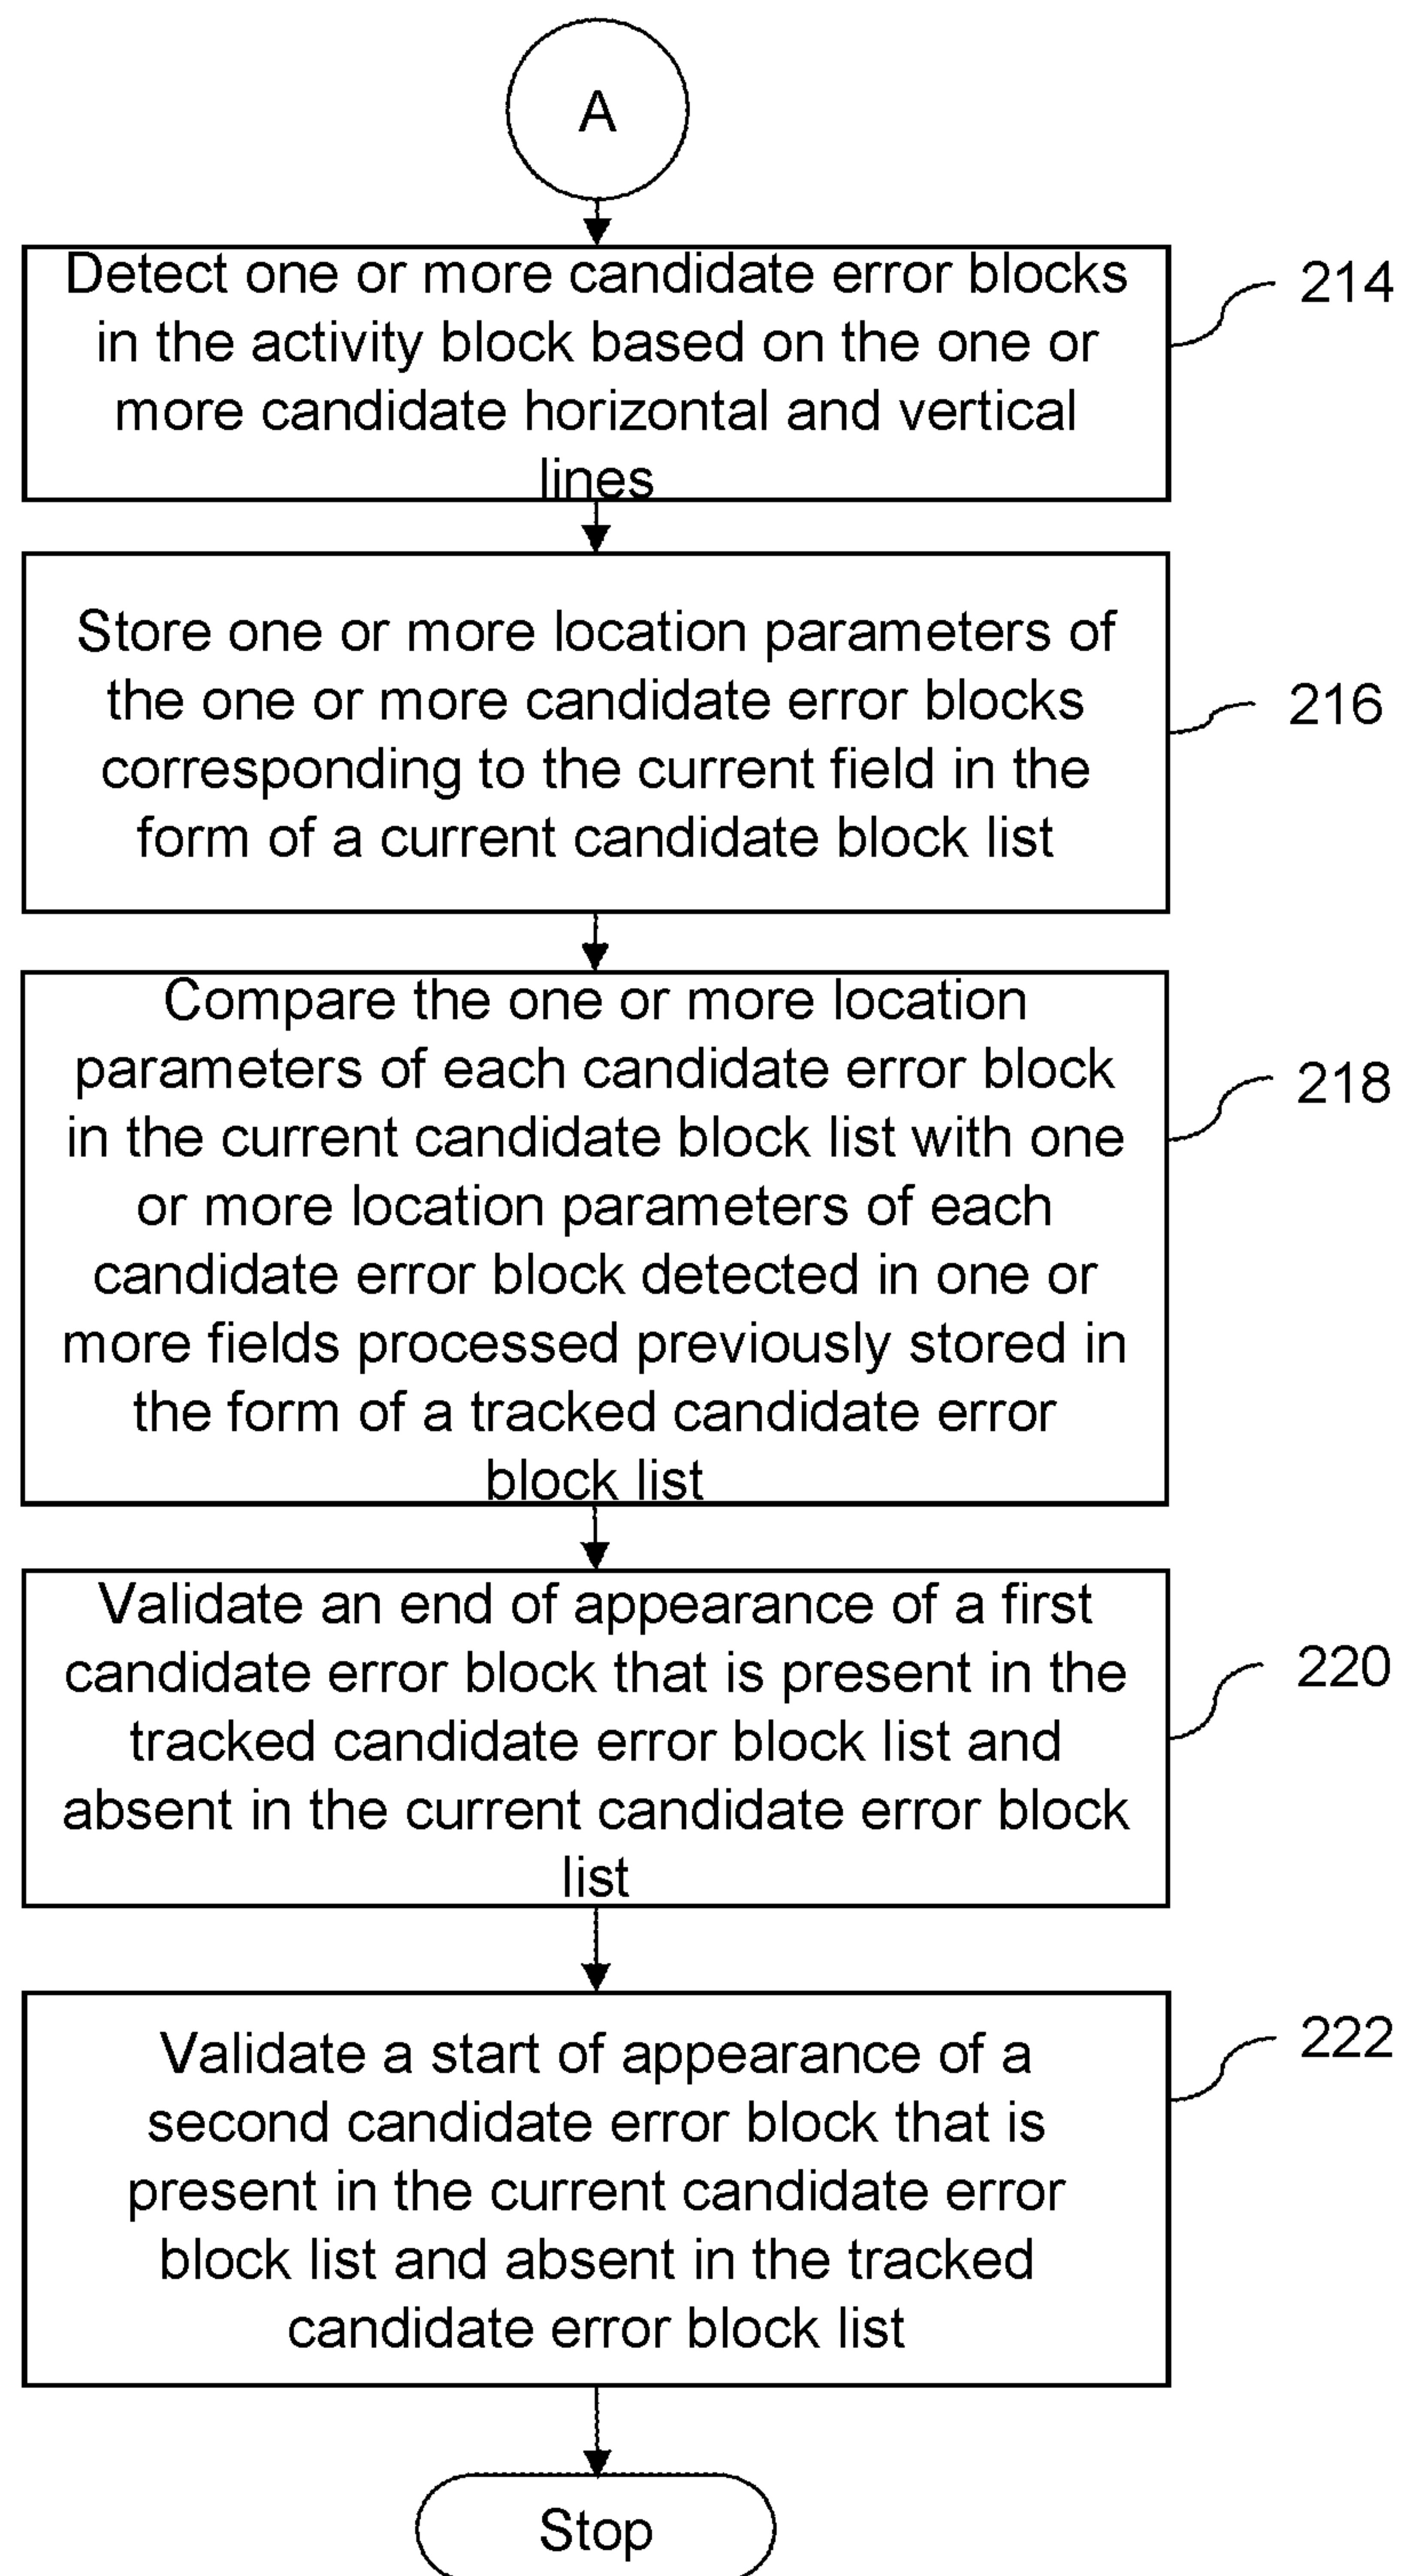 A
Detect one or more candidate error blocks
in the activity block based on the one or
more candidate horizontal and vertical
lines
214
Store one or more location parameters of
the one or more candidate error blocks
corresponding to the current field in the
form of a current candidate block list
216
Compare the one or more location
parameters of each candidate error block
in the current candidate block list with one
or more location parameters of each
candidate error block detected in one or
more fields processed previously stored in
the form of a tracked candidate error
block list
218
Validate an end of appearance of a first
candidate error block that is present in the
tracked candidate error block list and
absent in the current candidate error block
list
220
Validate a start of appearance of a
second candidate error block that is
present in the current candidate error
block list and absent in the tracked
candidate error block list
222
Stop